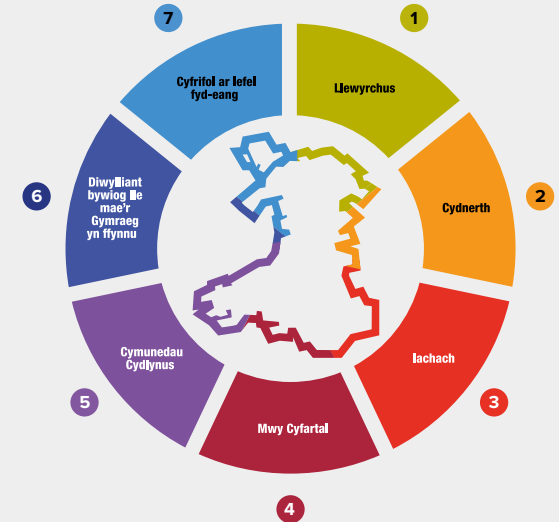 1
Llewyrchus
2
Cydnerth
3
Iachach
4
Mwy Cyfartal
5
Cymunedau
Cydlynus
6
Diwylliant
bywiog lle
mae'r
Gymraeg
yn ffynnu
7
Cyfrifol ar lefel
fyd-eang